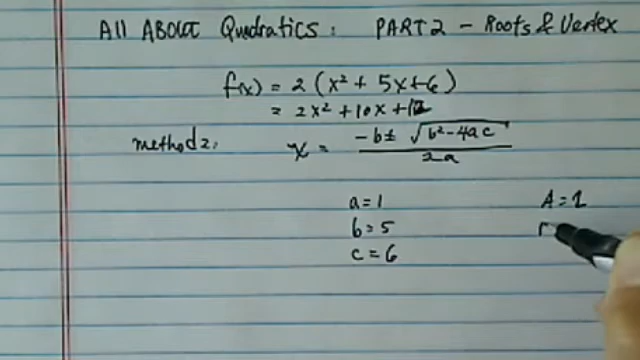 All ABOUT Quadratics: PART 2 - Roots & Vertex
f(x) = 2 (x² + 5x + 6)
= 2x² + 10x + 12
method 2: x = -b ± √b² - 4ac / 2a
a = 1 A = 2
b = 5
c = 6